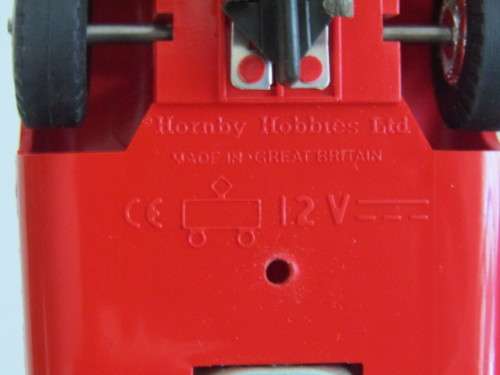 ©Hornby Hobbies Ltd
MADE IN GREAT BRITAIN
CE 12V